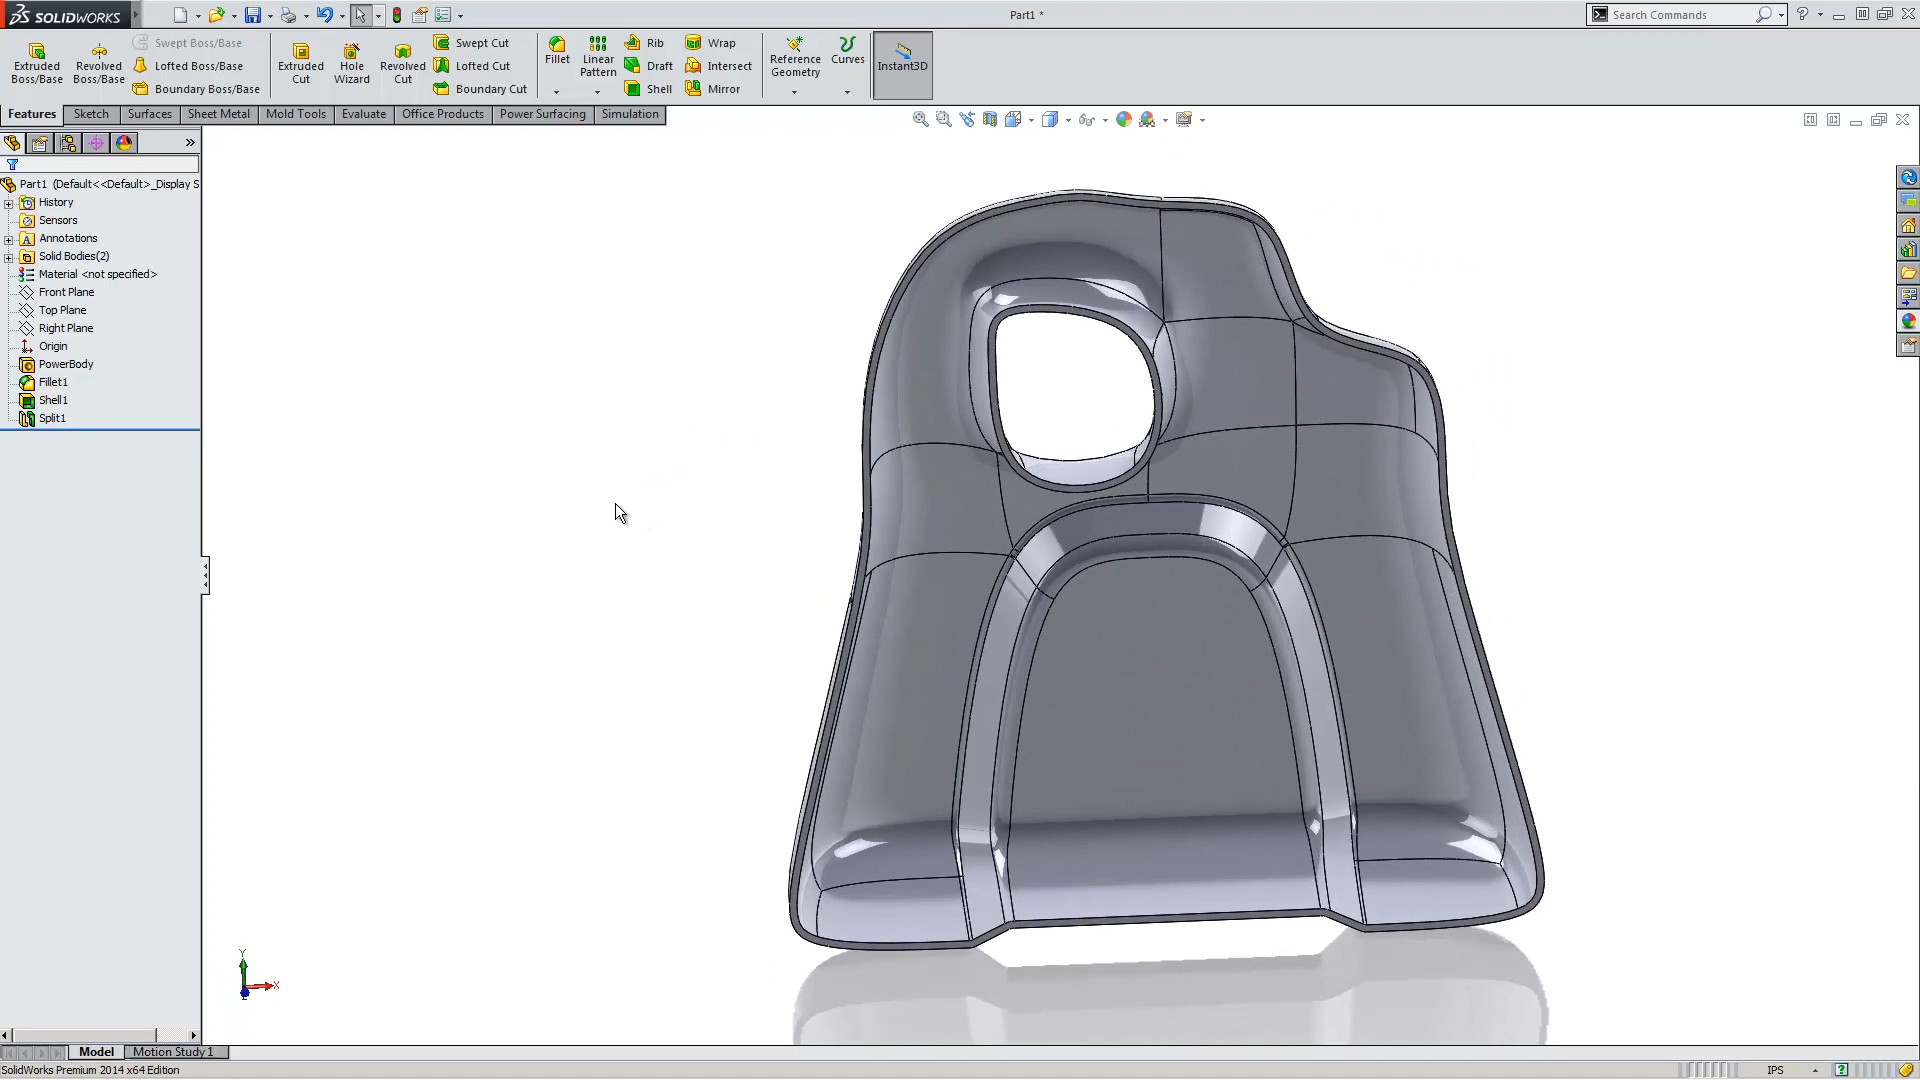 SOLIDWORKS
Part1 *
Search Commands
Extruded Boss/Base
Revolved Boss/Base
Swept Boss/Base
Lofted Boss/Base
Boundary Boss/Base
Extruded Cut
Hole Wizard
Revolved Cut
Swept Cut
Lofted Cut
Boundary Cut
Fillet
Linear Pattern
Rib
Draft
Shell
Wrap
Intersect
Mirror
Reference Geometry
Curves
Instant3D
Features
Sketch
Surfaces
Sheet Metal
Mold Tools
Evaluate
Office Products
Power Surfacing
Simulation
Part1 (Default<<Default>_Display S
History
Sensors
Annotations
Solid Bodies(2)
Material <not specified>
Front Plane
Top Plane
Right Plane
Origin
PowerBody
Fillet1
Shell1
Split1
Y
X
Model
Motion Study 1
SolidWorks Premium 2014 x64 Edition
IPS